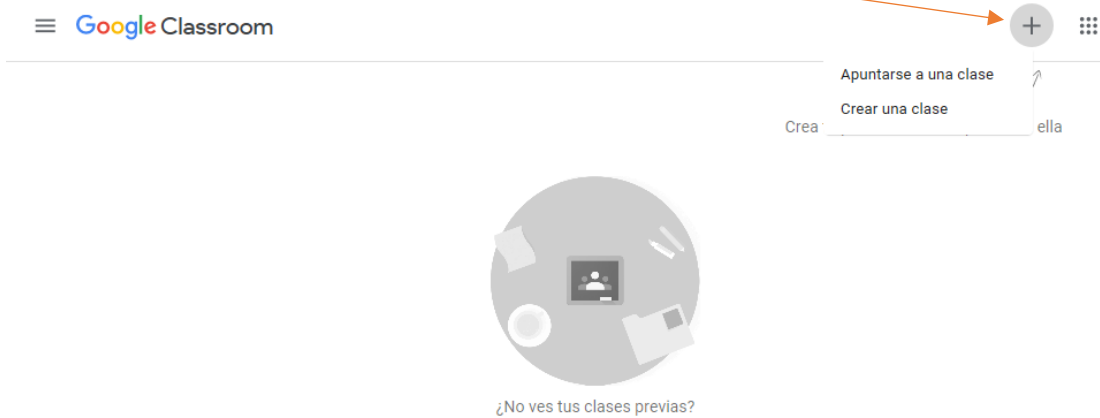 Google Classroom
Apuntarse a una clase
Crear una clase
Crea
ella
¿No ves tus clases previas?